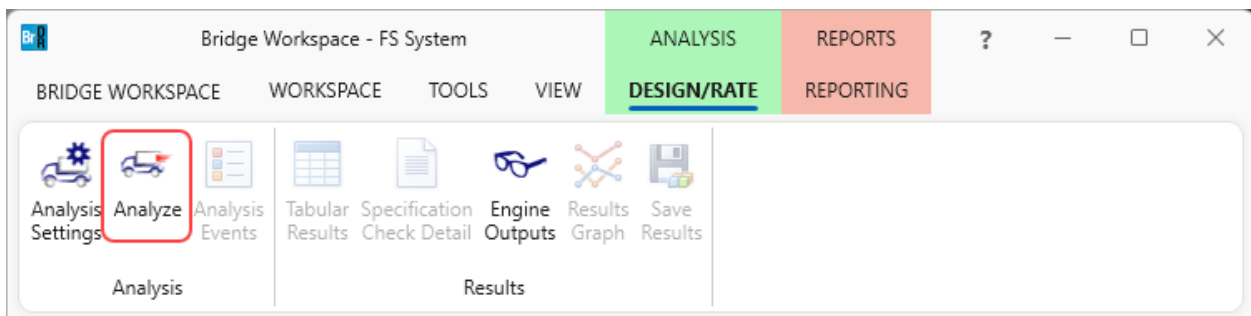 Br DR Bridge Workspace - FS System ANALYSIS REPORTS ?
BRIDGE WORKSPACE WORKSPACE TOOLS VIEW DESIGN/RATE REPORTING
Analysis Analyze Analysis Tabular Specification Engine Results Save
Settings Events Results Check Detail Outputs Graph Results
Analysis Results